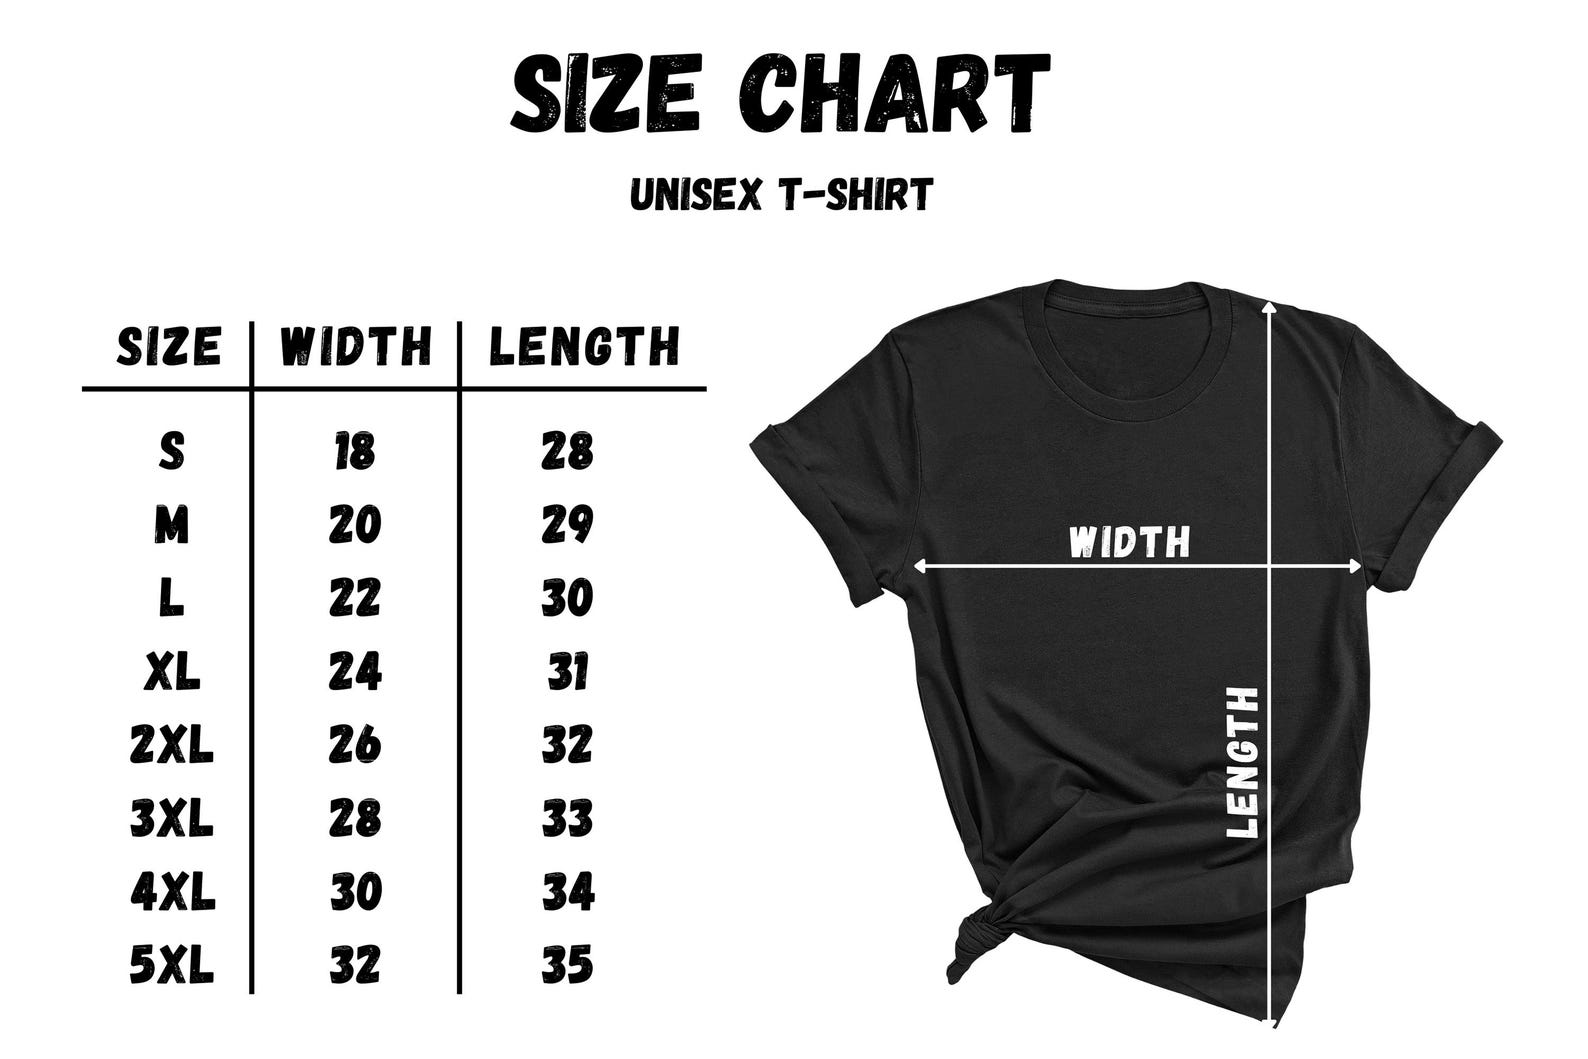 SIZE CHART
UNISEX T-SHIRT
SIZE WIDTH LENGTH
S 18 28
M 20 29
L 22 30
XL 24 31
2XL 26 32
3XL 28 33
4XL 30 34
5XL 32 35
WIDTH
LENGTH